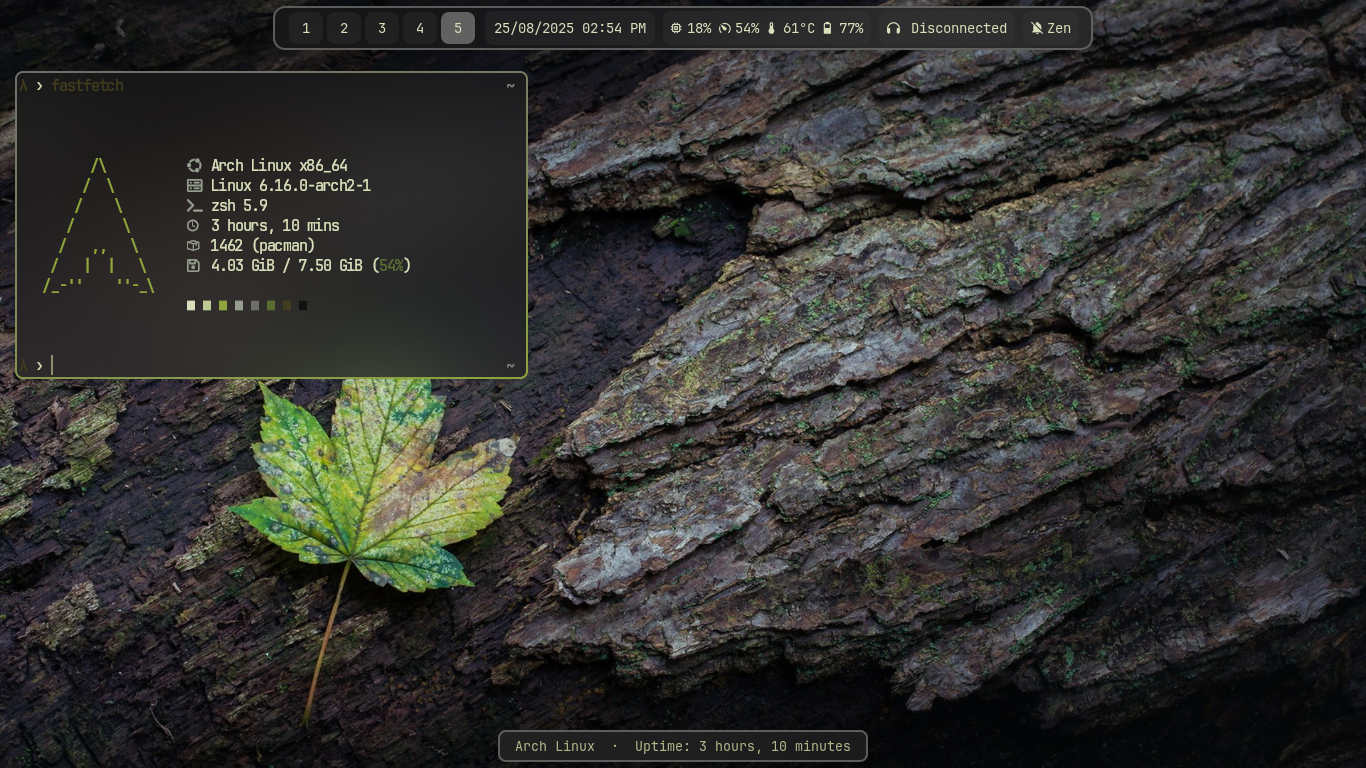 1 2 3 4 5 25/08/2025 02:54 PM 18% 54% 61°C 77% Disconnected Zen
λ › fastfetch ~
Arch Linux x86_64
Linux 6.16.0-arch2-1
zsh 5.9
3 hours, 10 mins
1462 (pacman)
4.03 GiB / 7.50 GiB (54%)
λ › ~
Arch Linux · Uptime: 3 hours, 10 minutes